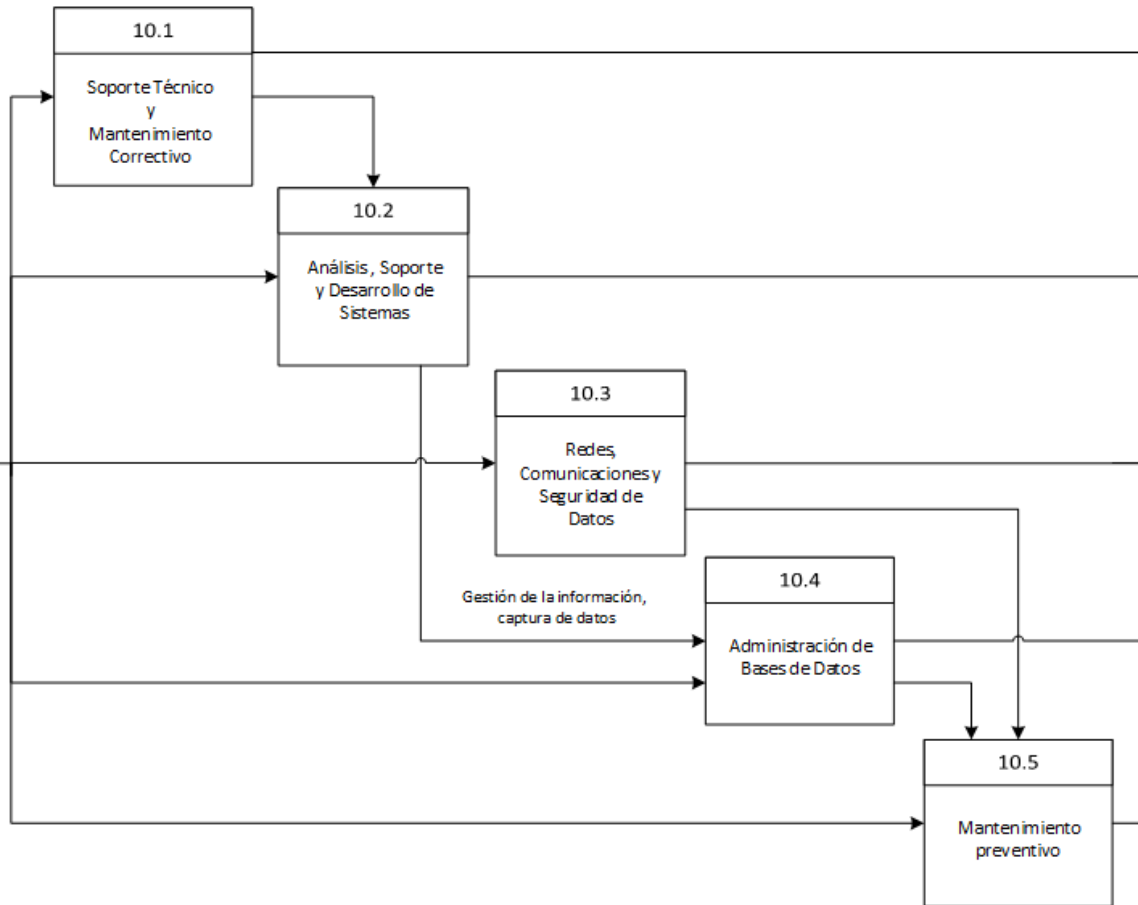 10.1
Soporte Técnico
y
Mantenimiento
Correctivo
10.2
Análisis, Soporte
y Desarrollo de
Sistemas
10.3
Redes,
Comunicaciones y
Seguridad de
Datos
Gestión de la información,
captura de datos
10.4
Administración de
Bases de Datos
10.5
Mantenimiento
preventivo